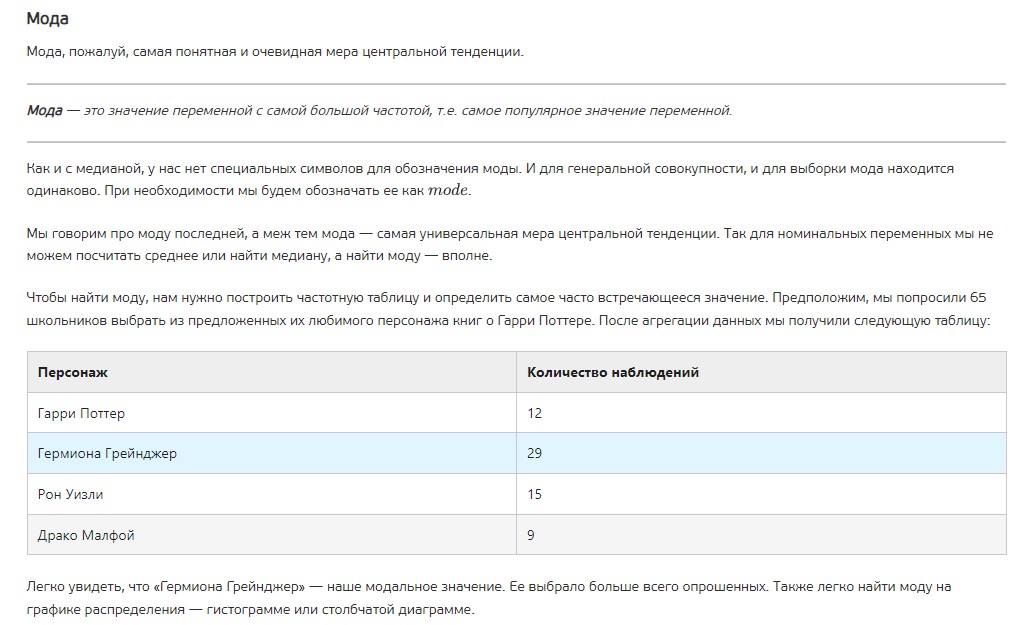 Мода
Мода, пожалуй, самая понятная и очевидная мера центральной тенденции.
Мода — это значение переменной с самой большой частотой, т.е. самое популярное значение переменной.
Как и с медианой, у нас нет специальных символов для обозначения моды. И для генеральной совокупности, и для выборки мода находится
одинаково. При необходимости мы будем обозначать ее как mode.
Мы говорим про моду последней, а меж тем мода — самая универсальная мера центральной тенденции. Так для номинальных переменных мы не
можем посчитать среднее или найти медиану, а найти моду — вполне.
Чтобы найти моду, нам нужно построить частотную таблицу и определить самое часто встречающееся значение. Предположим, мы попросили 65
школьников выбрать из предложенных их любимого персонажа книг о Гарри Поттере. После агрегации данных мы получили следующую таблицу:
Персонаж Количество наблюдений
Гарри Поттер 12
Гермиона Грейнджер 29
Рон Уизли 15
Драко Малфой 9
Легко увидеть, что «Гермиона Грейнджер» — наше модальное значение. Ее выбрало больше всего опрошенных. Также легко найти моду на
графике распределения — гистограмме или столбчатой диаграмме.